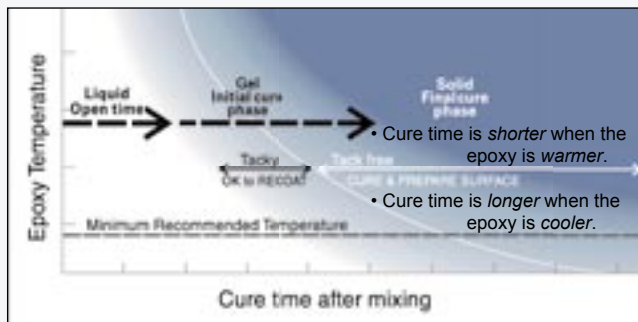 Epoxy Temperature
Liquid
Open time
Gel
Initial cure
phase
Solid
Final cure
phase
• Cure time is shorter when the
epoxy is warmer.
Tacky
OK to RECOAT
Tack free
CURE & PREPARE SURFACE
• Cure time is longer when the
epoxy is cooler.
Minimum Recommended Temperature
Cure time after mixing